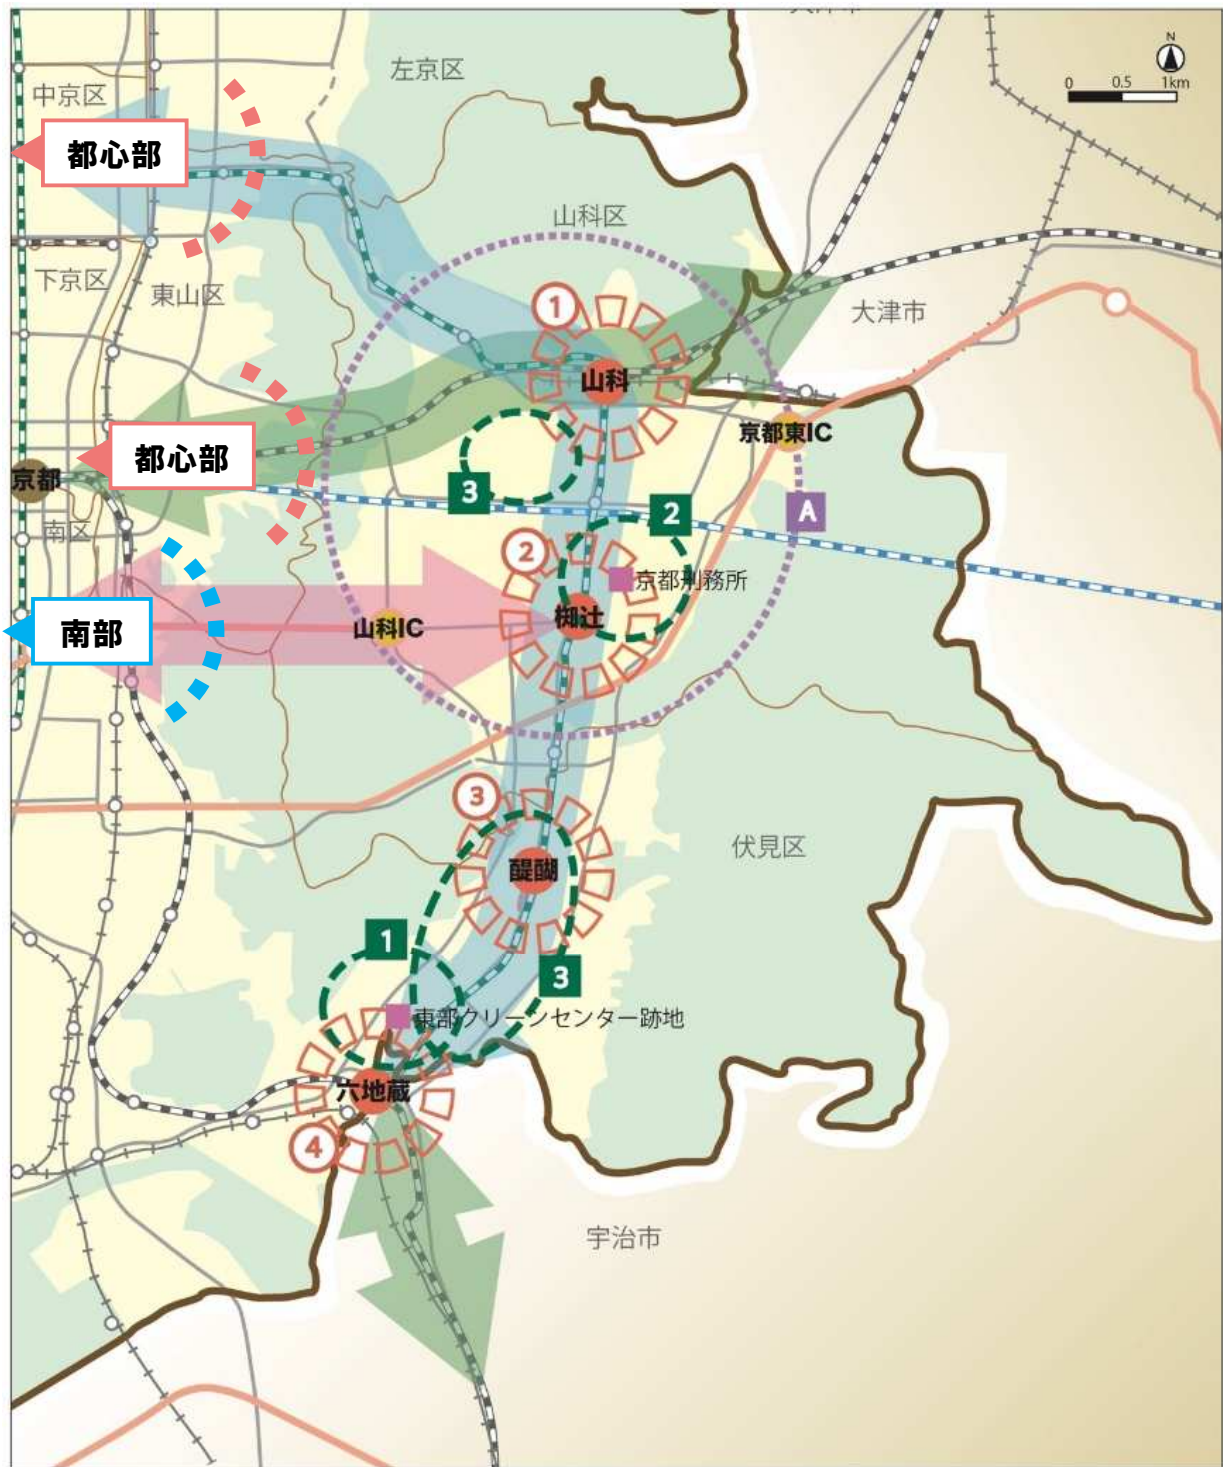 左京区
N
0 0.5 1km
中京区
都心部
山科区
下京区
東山区
大津市
1
山科
京都東IC
都心部
京都
3
2
A
南区
2
京都刑務所
椥辻
山科IC
南部
3
伏見区
醍醐
1
3
東部クリーンセンター跡地
六地蔵
4
宇治市